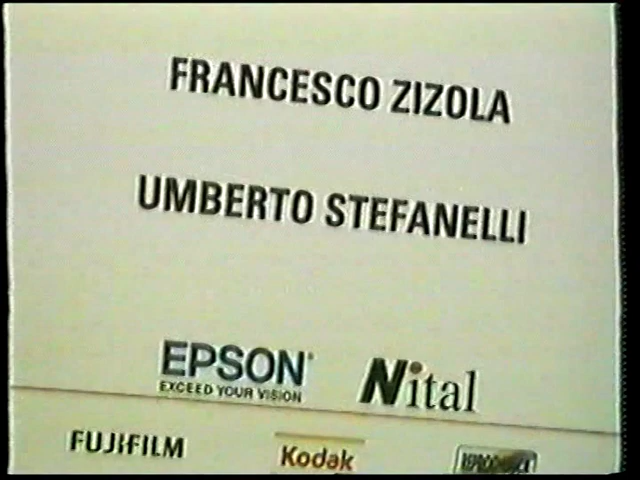 FRANCESCO ZIZOLA
UMBERTO STEFANELLI
EPSON
EXCEED YOUR VISION
Nital
FUJIFILM
Kodak